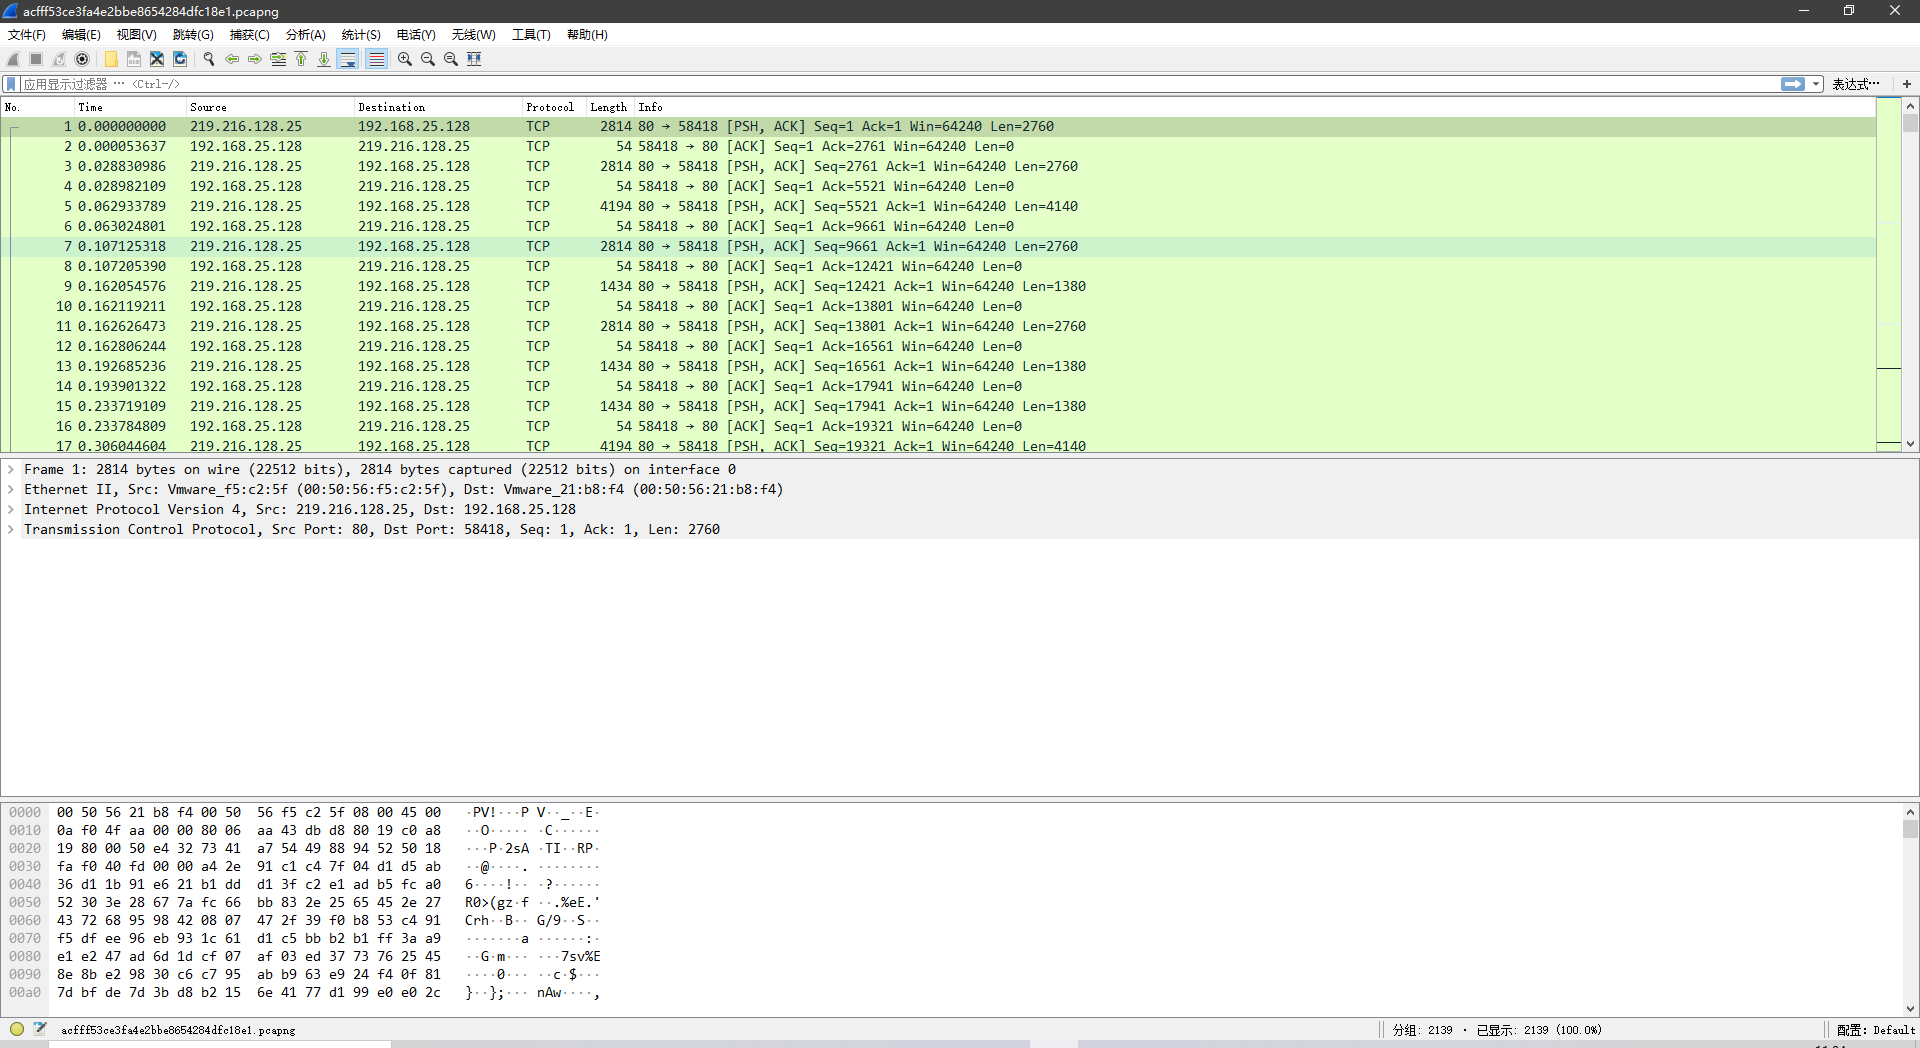 acfff53ce3fa4e2bbe8654284dfc18e1.pcapng
文件(F) 编辑(E) 视图(V) 跳转(G) 捕获(C) 分析(A) 统计(S) 电话(Y) 无线(W) 工具(T) 帮助(H)
应用显示过滤器 … <Ctrl-/> 表达式… +
No. Time Source Destination Protocol Length Info
1 0.000000000 219.216.128.25 192.168.25.128 TCP 2814 80 → 58418 [PSH, ACK] Seq=1 Ack=1 Win=64240 Len=2760
2 0.000053637 192.168.25.128 219.216.128.25 TCP 54 58418 → 80 [ACK] Seq=1 Ack=2761 Win=64240 Len=0
3 0.028830986 219.216.128.25 192.168.25.128 TCP 2814 80 → 58418 [PSH, ACK] Seq=2761 Ack=1 Win=64240 Len=2760
4 0.028982109 192.168.25.128 219.216.128.25 TCP 54 58418 → 80 [ACK] Seq=1 Ack=5521 Win=64240 Len=0
5 0.062933789 219.216.128.25 192.168.25.128 TCP 4194 80 → 58418 [PSH, ACK] Seq=5521 Ack=1 Win=64240 Len=4140
6 0.063024801 192.168.25.128 219.216.128.25 TCP 54 58418 → 80 [ACK] Seq=1 Ack=9661 Win=64240 Len=0
7 0.107125318 219.216.128.25 192.168.25.128 TCP 2814 80 → 58418 [PSH, ACK] Seq=9661 Ack=1 Win=64240 Len=2760
8 0.107205390 192.168.25.128 219.216.128.25 TCP 54 58418 → 80 [ACK] Seq=1 Ack=12421 Win=64240 Len=0
9 0.162054576 219.216.128.25 192.168.25.128 TCP 1434 80 → 58418 [PSH, ACK] Seq=12421 Ack=1 Win=64240 Len=1380
10 0.162119211 192.168.25.128 219.216.128.25 TCP 54 58418 → 80 [ACK] Seq=1 Ack=13801 Win=64240 Len=0
11 0.162626473 219.216.128.25 192.168.25.128 TCP 2814 80 → 58418 [PSH, ACK] Seq=13801 Ack=1 Win=64240 Len=2760
12 0.162806244 192.168.25.128 219.216.128.25 TCP 54 58418 → 80 [ACK] Seq=1 Ack=16561 Win=64240 Len=0
13 0.192685236 219.216.128.25 192.168.25.128 TCP 1434 80 → 58418 [PSH, ACK] Seq=16561 Ack=1 Win=64240 Len=1380
14 0.193901322 192.168.25.128 219.216.128.25 TCP 54 58418 → 80 [ACK] Seq=1 Ack=17941 Win=64240 Len=0
15 0.233719109 219.216.128.25 192.168.25.128 TCP 1434 80 → 58418 [PSH, ACK] Seq=17941 Ack=1 Win=64240 Len=1380
16 0.233784809 192.168.25.128 219.216.128.25 TCP 54 58418 → 80 [ACK] Seq=1 Ack=19321 Win=64240 Len=0
17 0.306044604 219.216.128.25 192.168.25.128 TCP 4194 80 → 58418 [PSH, ACK] Seq=19321 Ack=1 Win=64240 Len=4140
Frame 1: 2814 bytes on wire (22512 bits), 2814 bytes captured (22512 bits) on interface 0
Ethernet II, Src: Vmware_f5:c2:5f (00:50:56:f5:c2:5f), Dst: Vmware_21:b8:f4 (00:50:56:21:b8:f4)
Internet Protocol Version 4, Src: 219.216.128.25, Dst: 192.168.25.128
Transmission Control Protocol, Src Port: 80, Dst Port: 58418, Seq: 1, Ack: 1, Len: 2760
0000 00 50 56 21 b8 f4 00 50 56 f5 c2 5f 08 00 45 00 ·PV!···P V··_··E·
0010 0a f0 4f aa 00 00 80 06 aa 43 db d8 80 19 c0 a8 ··O····· ·C······
0020 19 80 00 50 e4 32 73 41 a7 54 49 88 94 52 50 18 ···P·2sA ·TI··RP·
0030 fa f0 40 fd 00 00 a4 2e 91 c1 c4 7f 04 d1 d5 ab ··@····. ········
0040 36 d1 1b 91 e6 21 b1 dd d1 3f c2 e1 ad b5 fc a0 6····!·· ·?······
0050 52 30 3e 28 67 7a fc 66 bb 83 2e 25 65 45 2e 27 R0>(gz·f ··.%eE.'
0060 43 72 68 95 98 42 08 07 47 2f 39 f0 b8 53 c4 91 Crh··B·· G/9··S··
0070 f5 df ee 96 eb 93 1c 61 d1 c5 bb b2 b1 ff 3a a9 ·······a ······:·
0080 e1 e2 47 ad 6d 1d cf 07 af 03 ed 37 73 76 25 45 ··G·m··· ···7sv%E
0090 8e 8b e2 98 30 c6 c7 95 ab b9 63 e9 24 f4 0f 81 ····0··· ··c·$···
00a0 7d bf de 7d 3b d8 b2 15 6e 41 77 d1 99 e0 e0 2c }··};··· nAw····,
acfff53ce3fa4e2bbe8654284dfc18e1.pcapng 分组: 2139 · 已显示: 2139 (100.0%) 配置: Default